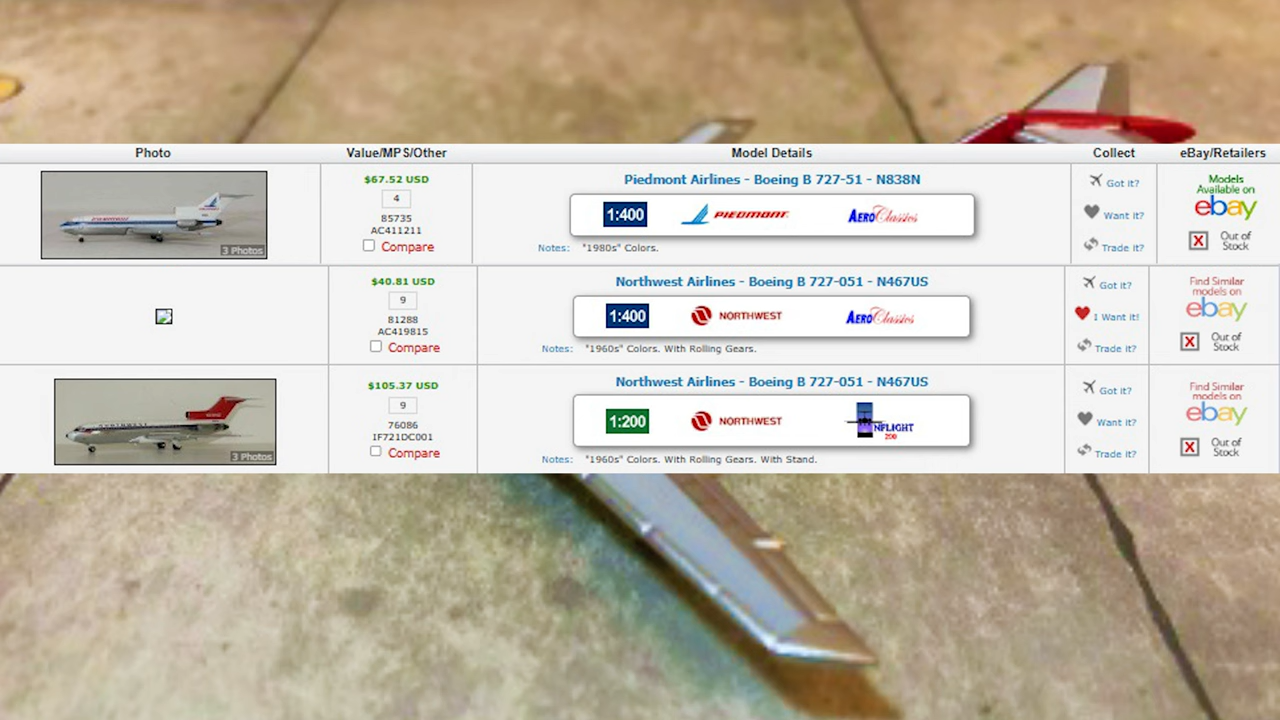 Photo Value/MPS/Other Model Details Collect eBay/Retailers
3 Photos
$67.52 USD
4
85735
AC411211
Compare
Piedmont Airlines - Boeing B 727-51 - N838N
1:400 PIEDMONT AEROClassics
Notes: "1980s" Colors.
Got it?
Want it?
Trade it?
Models
Available on
ebay
X Out of
Stock
$40.81 USD
9
81288
AC419815
Compare
Northwest Airlines - Boeing B 727-051 - N467US
1:400 NORTHWEST AEROClassics
Notes: "1960s" Colors. With Rolling Gears.
Got it?
I Want it!
Trade it?
Find Similar
models on
ebay
X Out of
Stock
NORTHWEST
3 Photos
$105.37 USD
9
76086
IF721DC001
Compare
Northwest Airlines - Boeing B 727-051 - N467US
1:200 NORTHWEST INFLIGHT
200
Notes: "1960s" Colors. With Rolling Gears. With Stand.
Got it?
Want it?
Trade it?
Find Similar
models on
ebay
X Out of
Stock